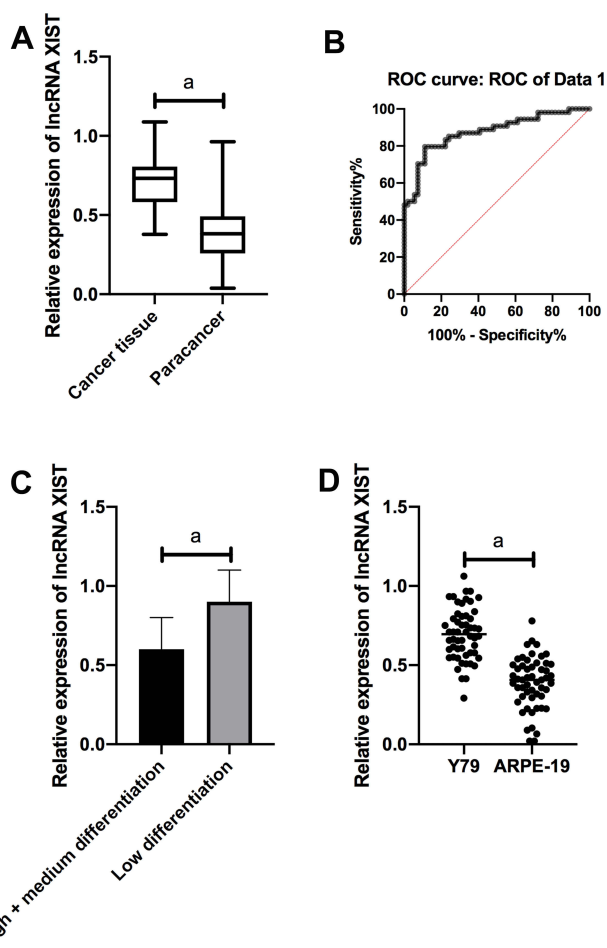 A
Relative expression of lncRNA XIST
1.5
1.0
0.5
0.0
a
Cancer tissue
Paracancer
B
ROC curve: ROC of Data 1
Sensitivity%
100
80
60
40
20
0
0 20 40 60 80 100
100% - Specificity%
C
Relative expression of lncRNA XIST
1.5
1.0
0.5
0.0
a
gh + medium differentiation
Low differentiation
D
Relative expression of lncRNA XIST
1.5
1.0
0.5
0.0
a
Y79 ARPE-19